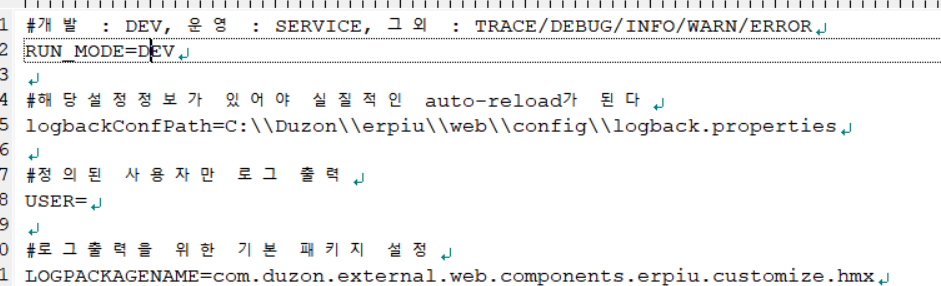 1 #개발 : DEV, 운영 : SERVICE, 그외 : TRACE/DEBUG/INFO/WARN/ERROR
2 RUN_MODE=DEV
3
4 #해당설정정보가 있어야 실질적인 auto-reload가 된다
5 logbackConfPath=C:\\Duzon\\erpiu\\web\\config\\logback.properties
6
7 #정의된 사용자만 로그 출력
8 USER=
9
0 #로그출력을 위한 기본 패키지 설정
1 LOGPACKAGENAME=com.duzon.external.web.components.erpiu.customize.hmx